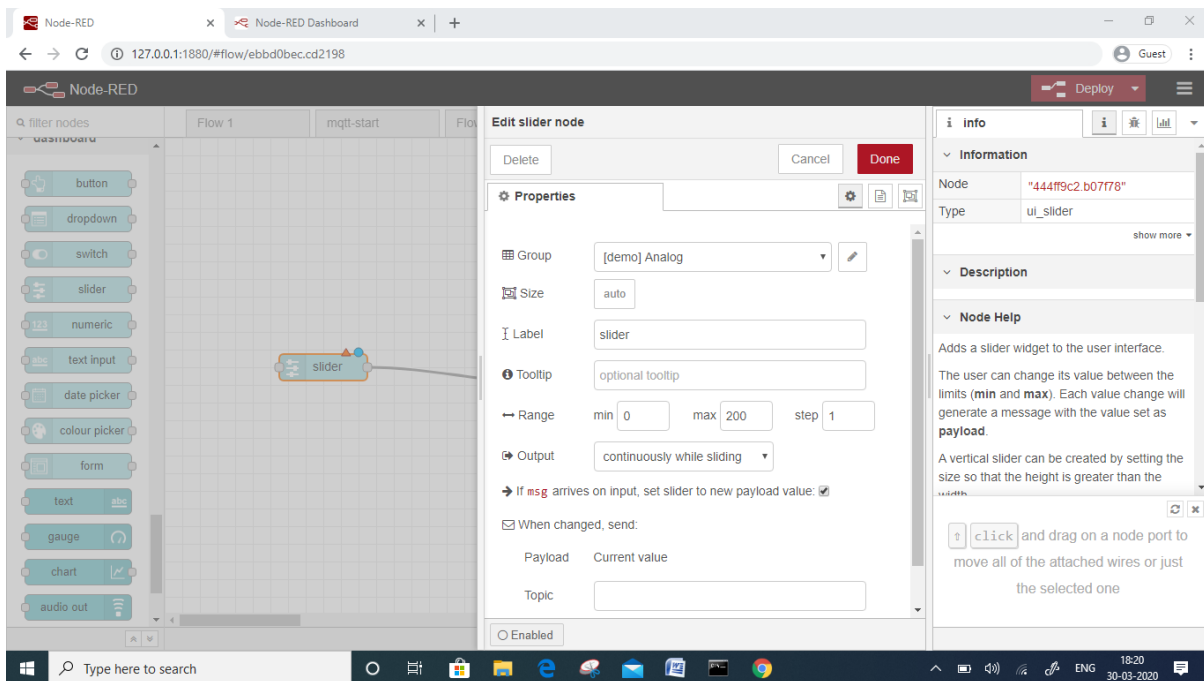 Node-RED
Node-RED Dashboard
127.0.0.1:1880/#flow/ebbd0bec.cd2198
Guest
Node-RED
Deploy
filter nodes
dashboard
button
dropdown
switch
slider
123 numeric
abc text input
date picker
colour picker
form
text abc
gauge
chart
audio out
Flow 1
mqtt-start
Flow
slider
Edit slider node
Delete
Cancel
Done
Properties
Group
[demo] Analog
Size
auto
Label
slider
Tooltip
optional tooltip
Range
min 0
max 200
step 1
Output
continuously while sliding
If msg arrives on input, set slider to new payload value:
When changed, send:
Payload
Current value
Topic
Enabled
i info
i
Information
Node
"444ff9c2.b07f78"
Type
ui_slider
show more
Description
Node Help
Adds a slider widget to the user interface.
The user can change its value between the
limits (min and max). Each value change will
generate a message with the value set as
payload.
A vertical slider can be created by setting the
size so that the height is greater than the
width
click and drag on a node port to
move all of the attached wires or just
the selected one
Type here to search
ENG
18:20
30-03-2020